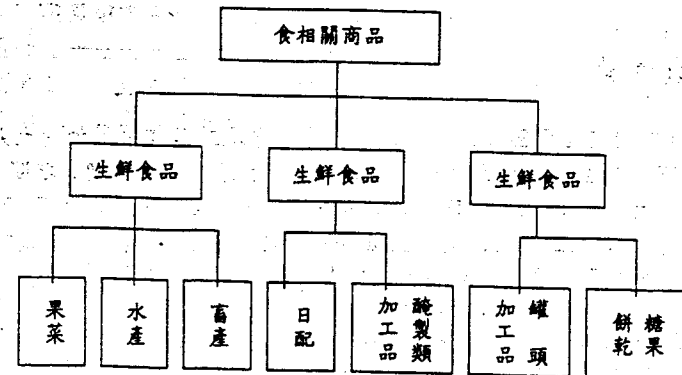 食相關商品
生鮮食品
生鮮食品
生鮮食品
果菜
水產
畜產
日配
醃製類
加工品
罐頭
加工品
糖果
餅乾